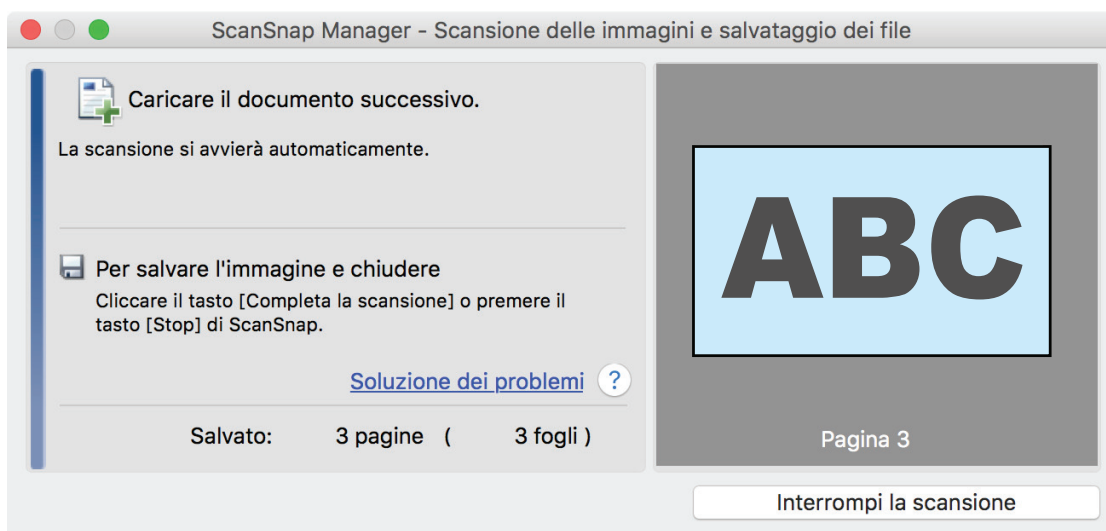 ScanSnap Manager - Scansione delle immagini e salvataggio dei file
Caricare il documento successivo.
La scansione si avvierà automaticamente.
Per salvare l'immagine e chiudere
Cliccare il tasto [Completa la scansione] o premere il
tasto [Stop] di ScanSnap.
Soluzione dei problemi ?
Salvato: 3 pagine ( 3 fogli )
ABC
Pagina 3
Interrompi la scansione